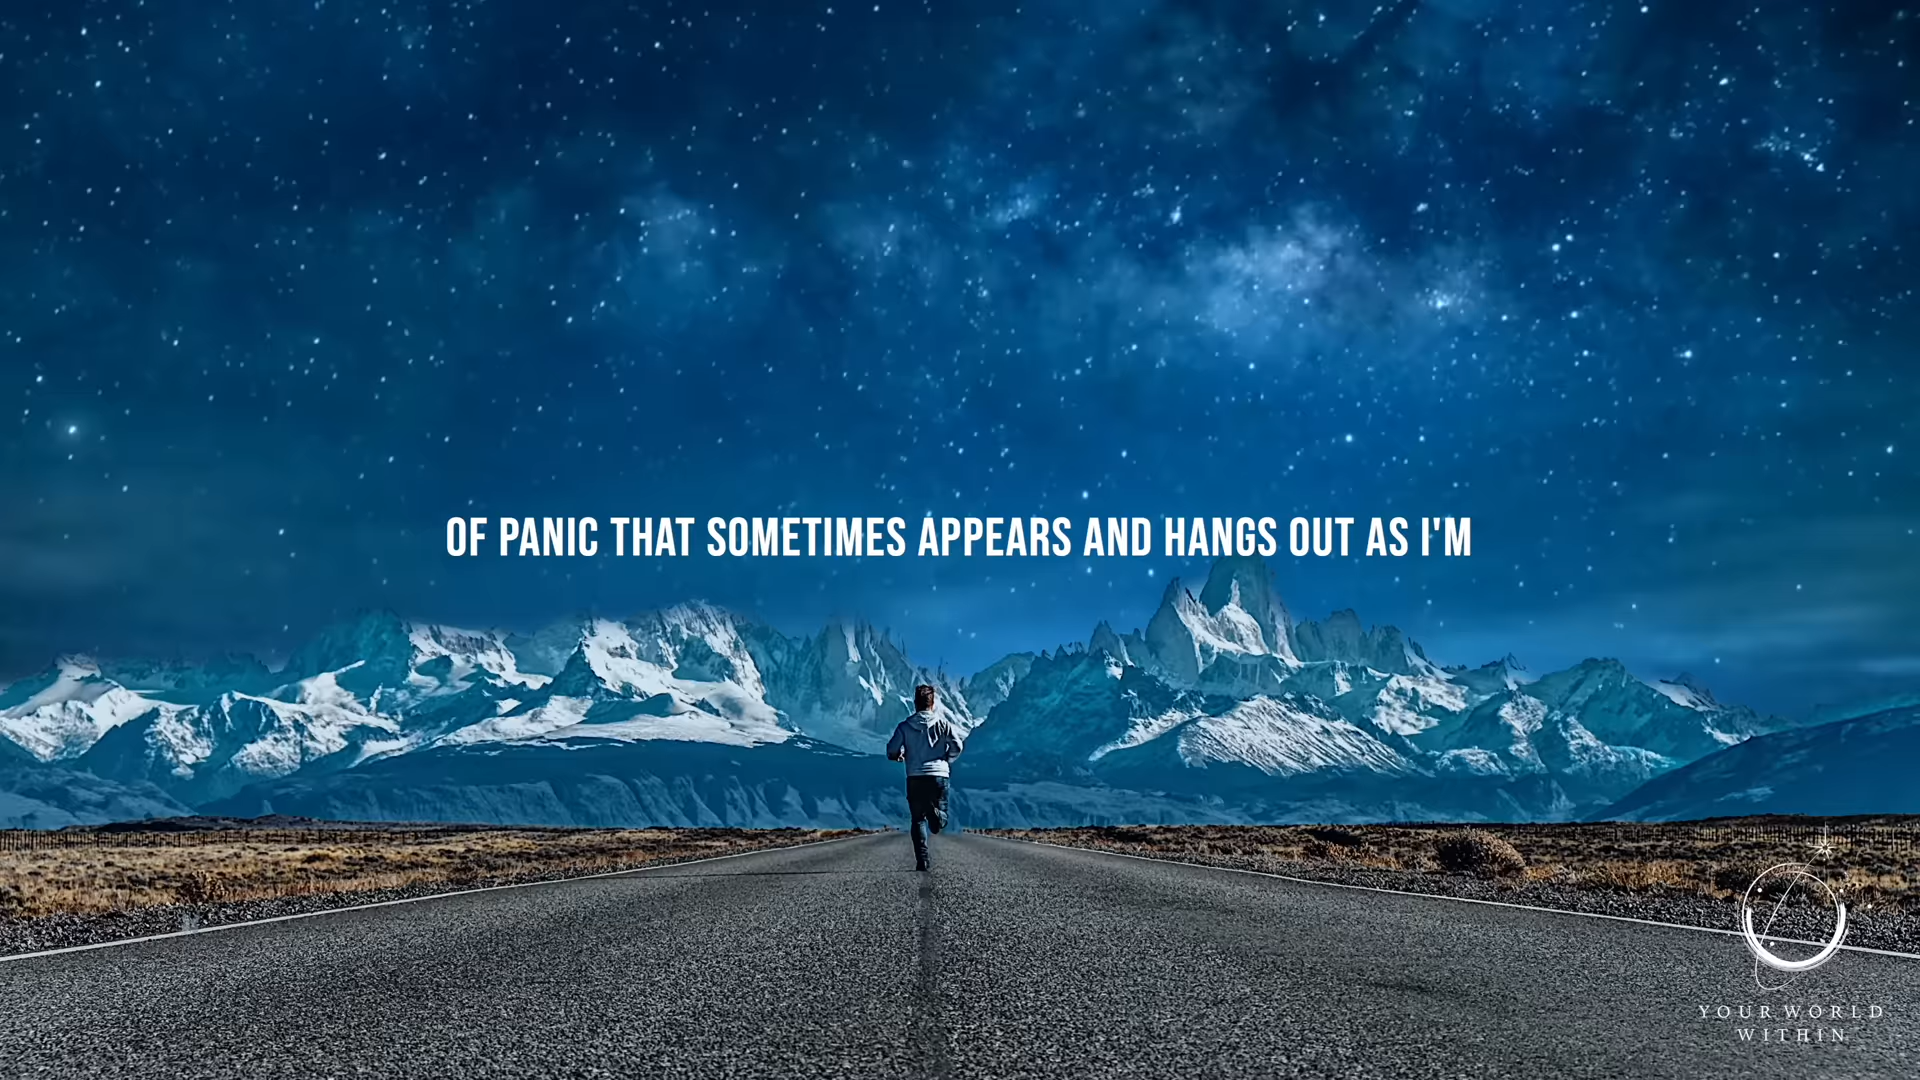 OF PANIC THAT SOMETIMES APPEARS AND HANGS OUT AS I'M
YOUR WORLD
WITHIN